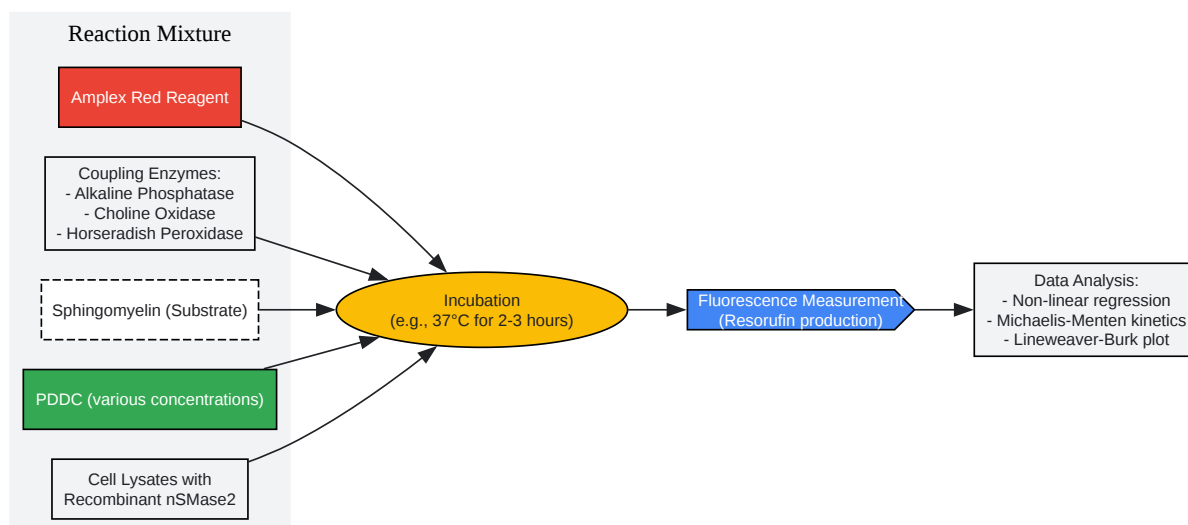 Reaction Mixture
Amplex Red Reagent
Coupling Enzymes:
- Alkaline Phosphatase
- Choline Oxidase
- Horseradish Peroxidase
Sphingomyelin (Substrate)
PDDC (various concentrations)
Cell Lysates with
Recombinant nSMase2
Incubation
(e.g., 37°C for 2-3 hours)
Fluorescence Measurement
(Resorufin production)
Data Analysis:
- Non-linear regression
- Michaelis-Menten kinetics
- Lineweaver-Burk plot